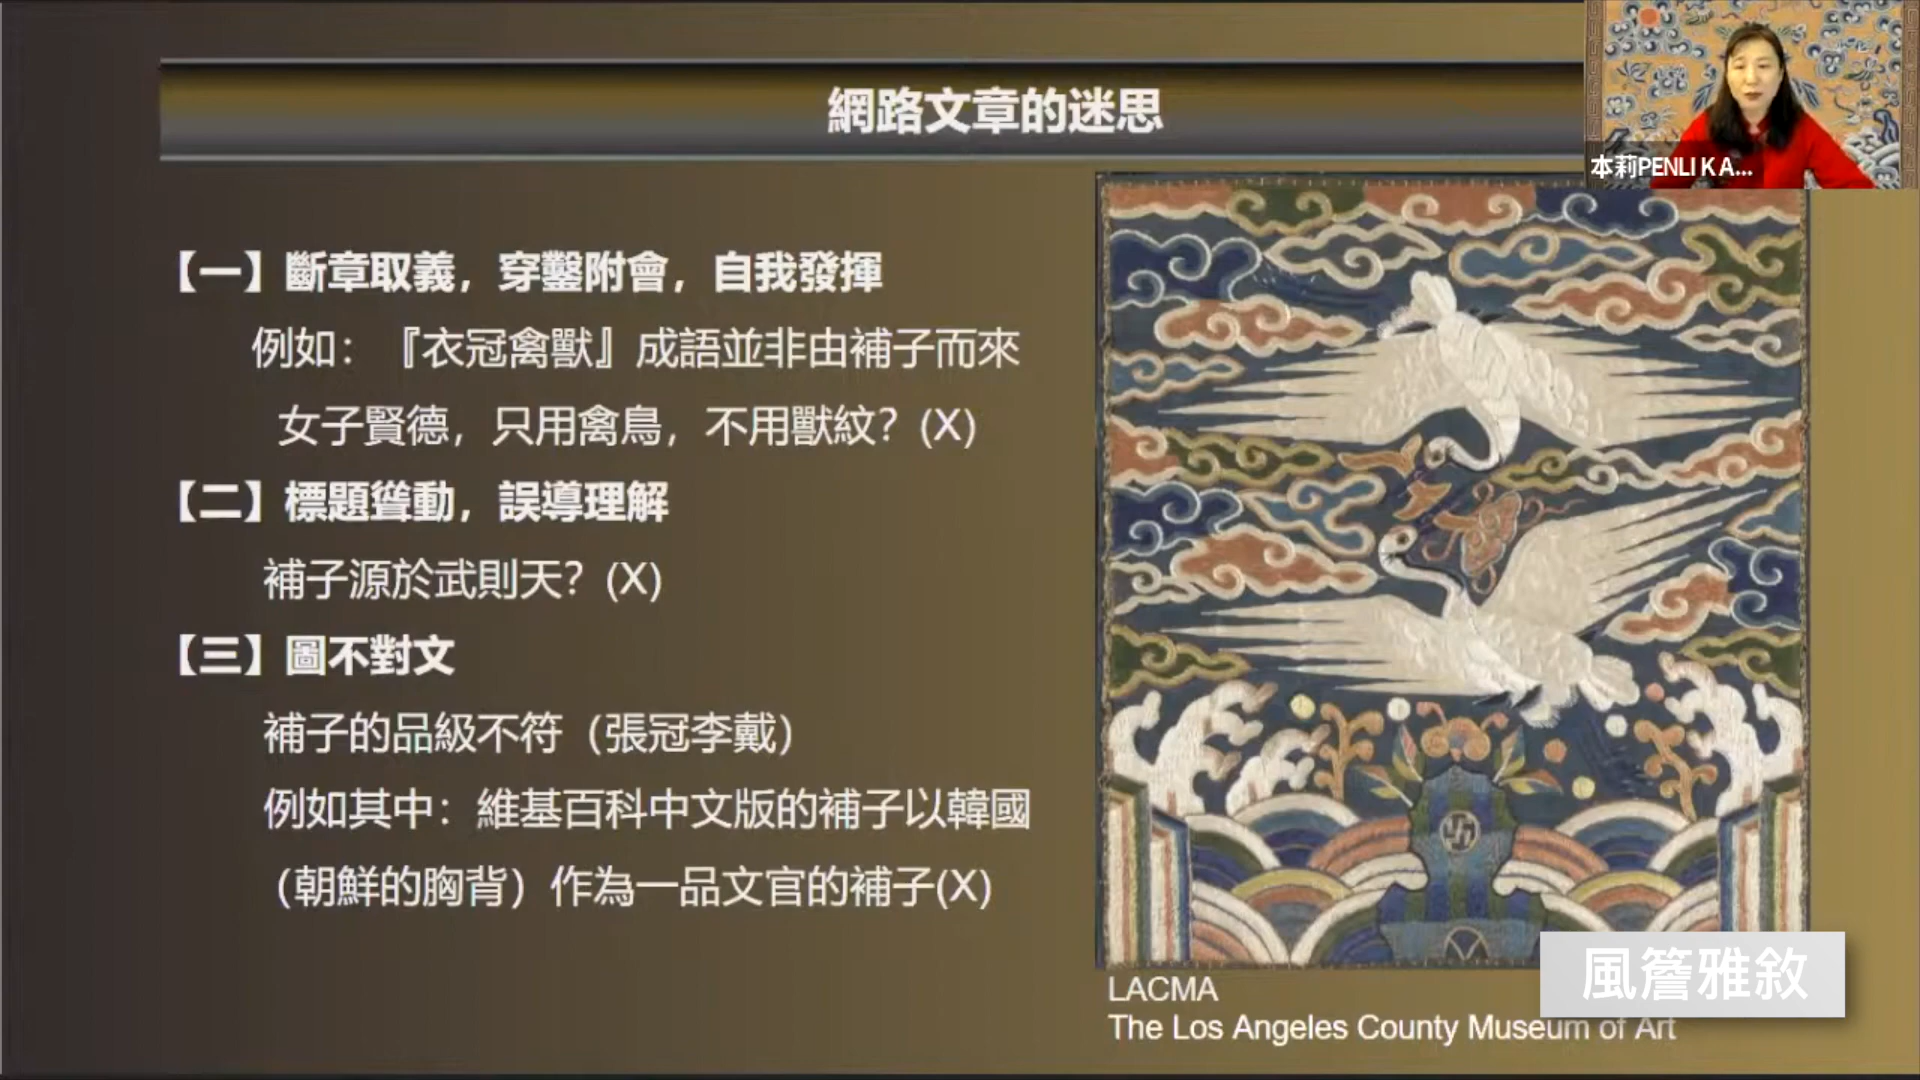 網路文章的迷思
本莉PENLI K A...
【一】斷章取義，穿鑿附會，自我發揮
例如：『衣冠禽獸』成語並非由補子而來
女子賢德，只用禽鳥，不用獸紋？(X)
【二】標題聳動，誤導理解
補子源於武則天？(X)
【三】圖不對文
補子的品級不符（張冠李戴）
例如其中：維基百科中文版的補子以韓國
（朝鮮的胸背）作為一品文官的補子(X)
LACMA
The Los Angeles County Museum of Art
風簷雅敘